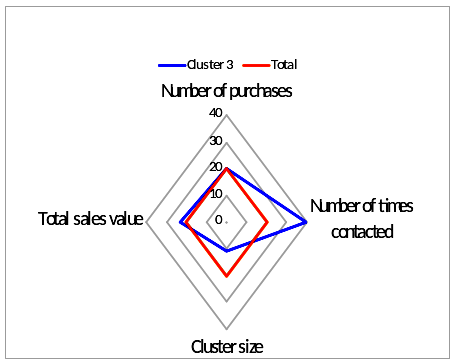 Cluster 3 Total
Number of purchases
40
30
20
10
0
Total sales value
Number of times
contacted
Cluster size